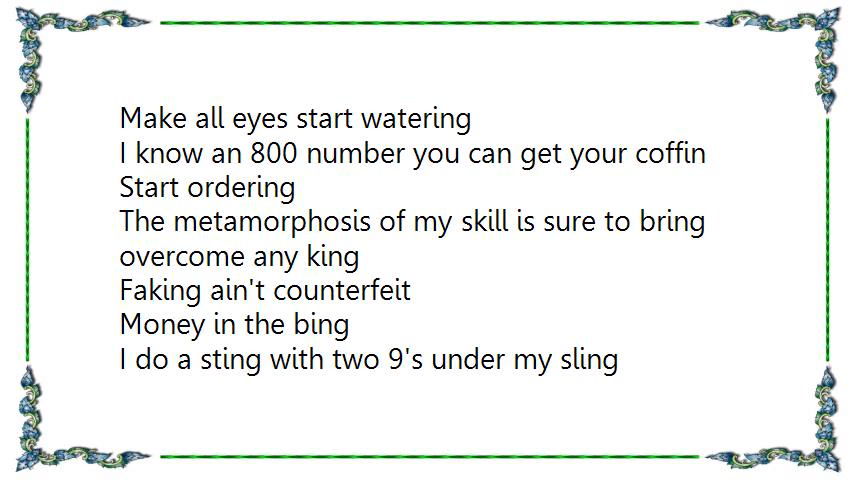 Make all eyes start watering
I know an 800 number you can get your coffin
Start ordering
The metamorphosis of my skill is sure to bring
overcome any king
Faking ain't counterfeit
Money in the bing
I do a sting with two 9's under my sling